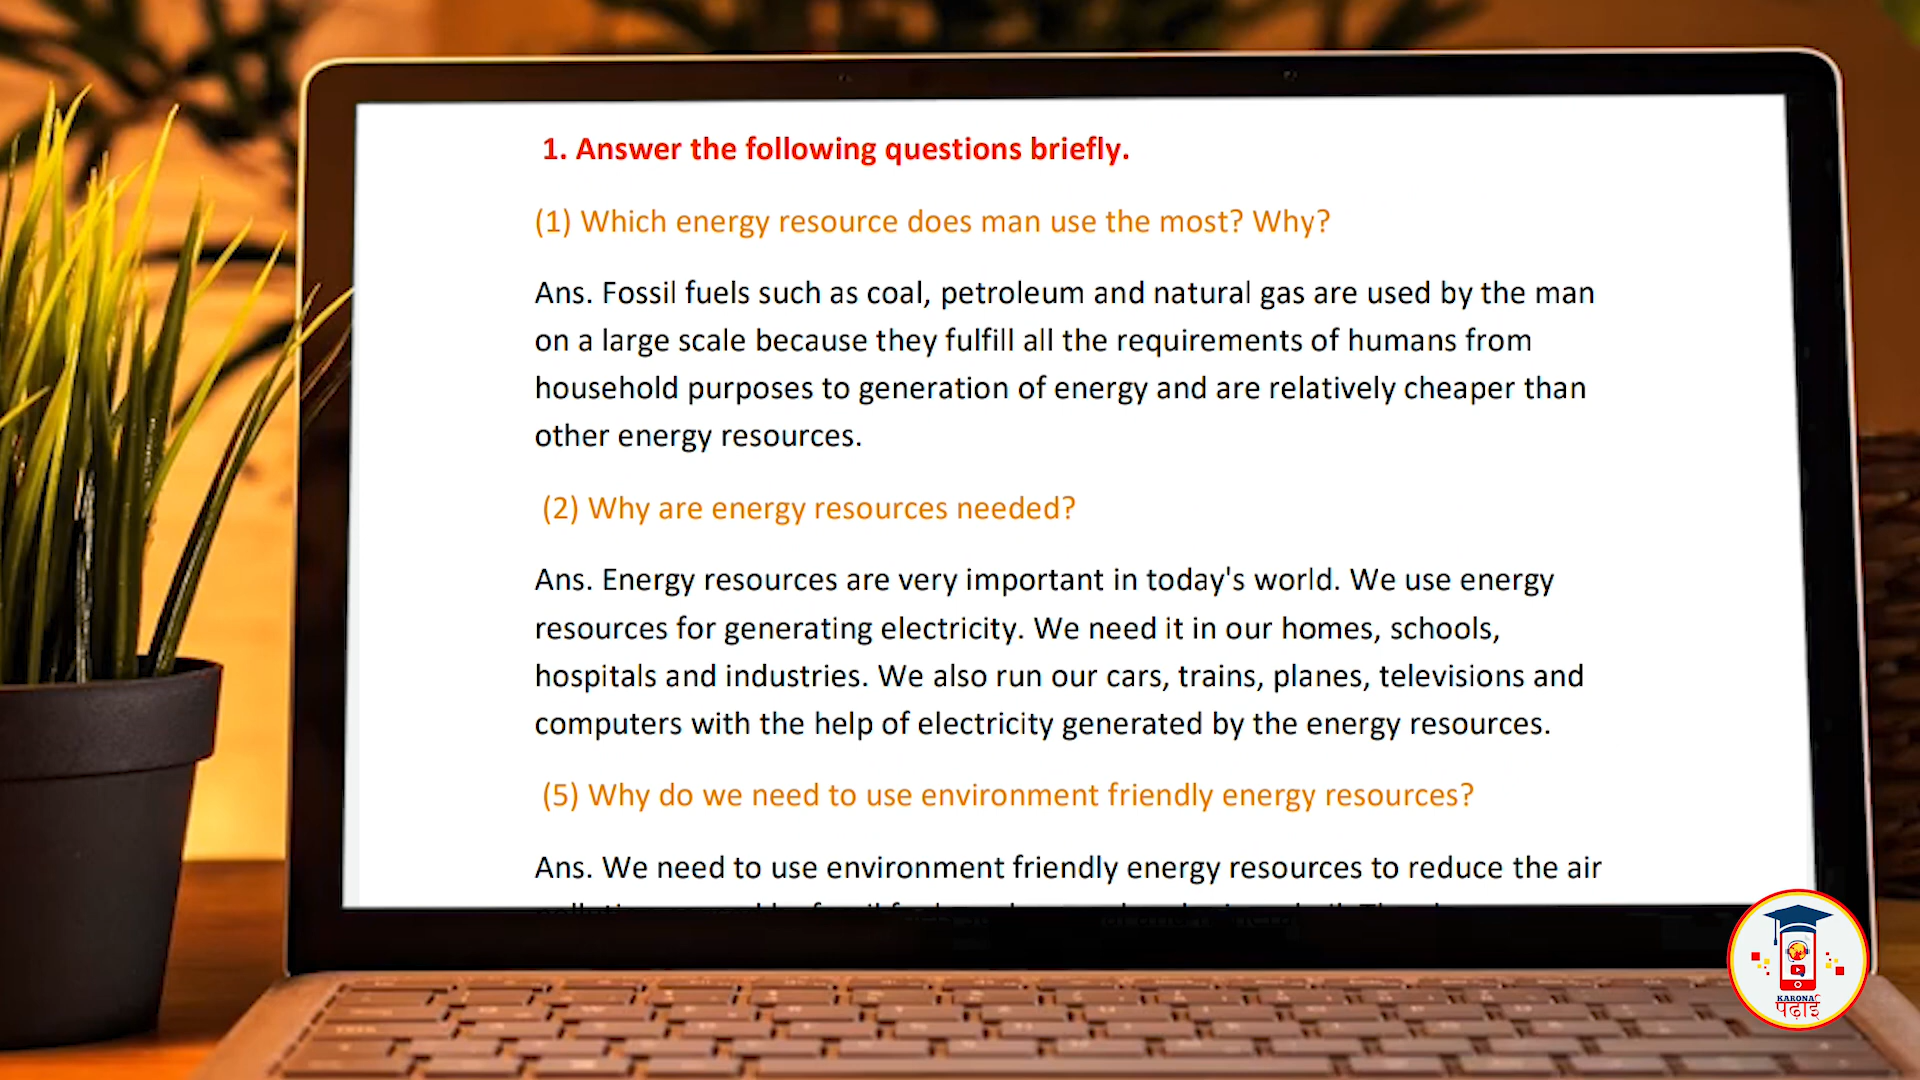 1. Answer the following questions briefly.
(1) Which energy resource does man use the most? Why?
Ans. Fossil fuels such as coal, petroleum and natural gas are used by the man
on a large scale because they fulfill all the requirements of humans from
household purposes to generation of energy and are relatively cheaper than
other energy resources.
(2) Why are energy resources needed?
Ans. Energy resources are very important in today's world. We use energy
resources for generating electricity. We need it in our homes, schools,
hospitals and industries. We also run our cars, trains, planes, televisions and
computers with the help of electricity generated by the energy resources.
(5) Why do we need to use environment friendly energy resources?
Ans. We need to use environment friendly energy resources to reduce the air
KARONA
पढ़ाई